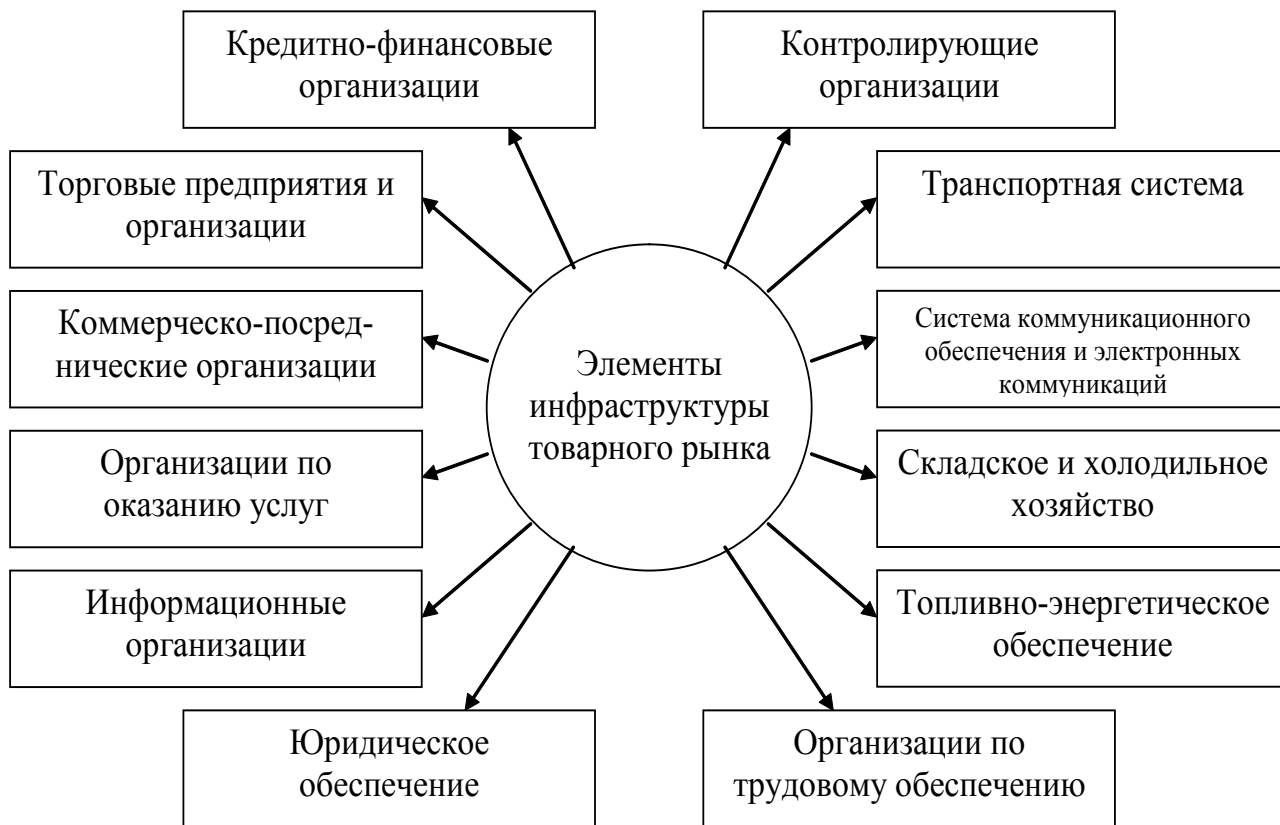 Кредитно-финансовые
организации
Контролирующие
организации
Торговые предприятия и
организации
Транспортная система
Коммерческо-посред-
нические организации
Система коммуникационного
обеспечения и электронных
коммуникаций
Элементы
инфраструктуры
товарного рынка
Организации по
оказанию услуг
Складское и холодильное
хозяйство
Информационные
организации
Топливно-энергетическое
обеспечение
Юридическое
обеспечение
Организации по
трудовому обеспечению